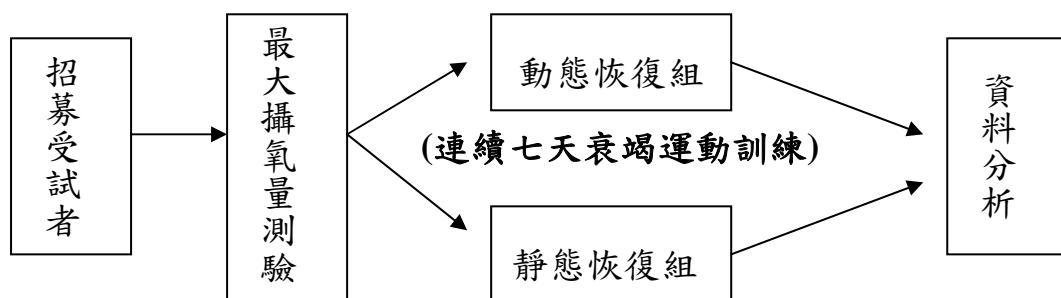 招募受試者
最大攝氧量測驗
動態恢復組
(連續七天衰竭運動訓練)
靜態恢復組
資料分析